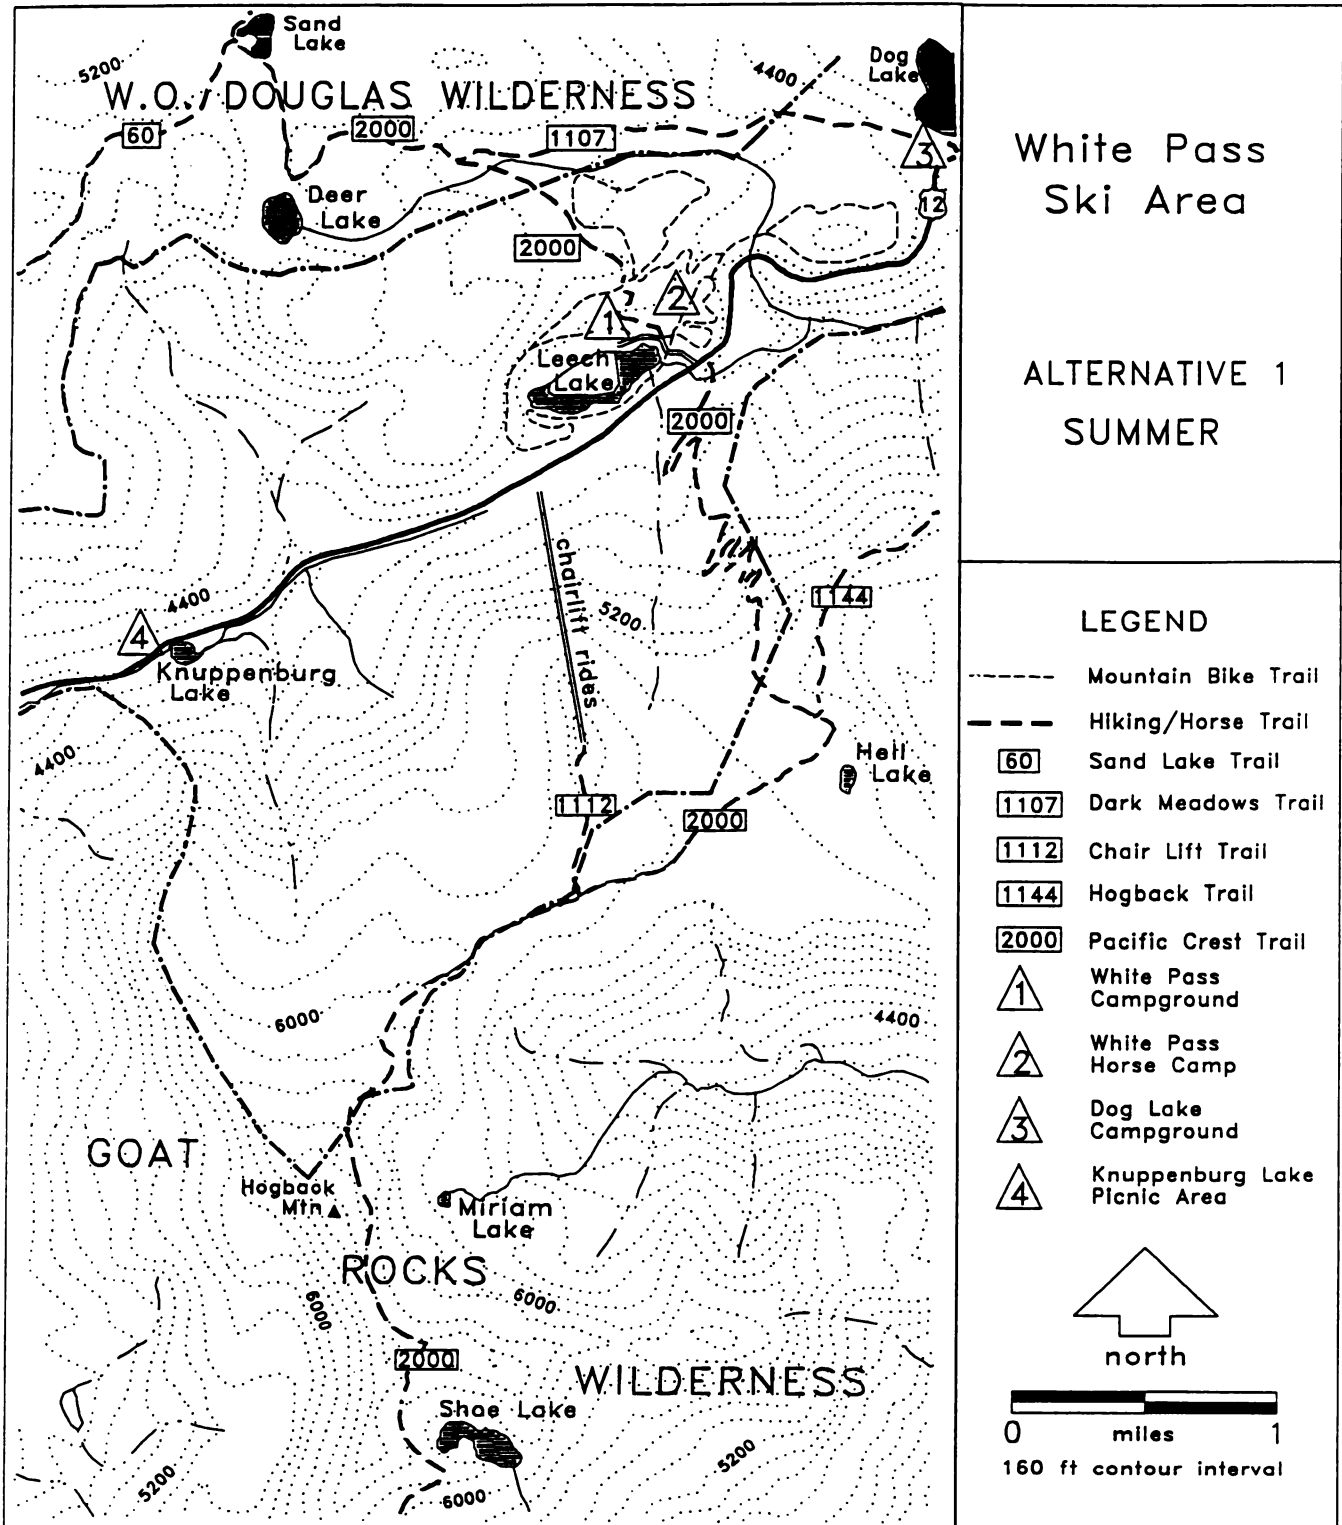 Sand
Lake
5200
W.O. DOUGLAS WILDERNESS
Dog
Lake
4400
60
2000
1107
3
12
Deer
Lake
2000
2
1
Leech
Lake
2000
chairlift rides
5200
1144
4400
4
Knuppenburg
Lake
4400
Hell
Lake
1112
2000
6000
4400
GOAT
Hogback
Mtn
Miriam
Lake
ROCKS
6000
6000
2000
WILDERNESS
Shoe Lake
5200
5200
6000
White Pass
Ski Area
ALTERNATIVE 1
SUMMER
LEGEND
Mountain Bike Trail
Hiking/Horse Trail
60 Sand Lake Trail
1107 Dark Meadows Trail
1112 Chair Lift Trail
1144 Hogback Trail
2000 Pacific Crest Trail
1 White Pass
Campground
2 White Pass
Horse Camp
3 Dog Lake
Campground
4 Knuppenburg Lake
Picnic Area
north
0 miles 1
160 ft contour interval